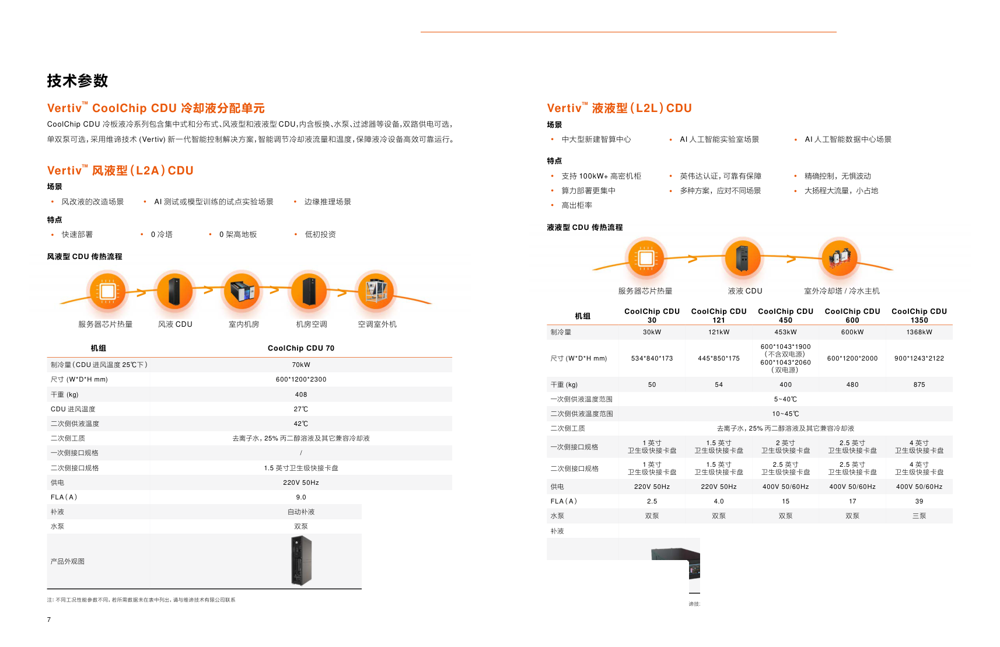 技术参数
Vertiv™ CoolChip CDU 冷却液分配单元
CoolChip CDU 冷板液冷系列包含集中式和分布式、风液型和液液型 CDU，内含板换、水泵、过滤器等设备，双路供电可选，
单双泵可选，采用维谛技术 (Vertiv) 新一代智能控制解决方案，智能调节冷却液流量和温度，保障液冷设备高效可靠运行。
Vertiv™ 风液型（L2A）CDU
场景
• 风改液的改造场景 • AI 测试或模型训练的试点实验场景 • 边缘推理场景
特点
• 快速部署 • 0 冷塔 • 0 架高地板 • 低初投资
风液型 CDU 传热流程
服务器芯片热量 风液 CDU 室内机房 机房空调 空调室外机
机组 CoolChip CDU 70
制冷量（CDU 进风温度 25℃下） 70kW
尺寸 (W*D*H mm) 600*1200*2300
干重 (kg) 408
CDU 进风温度 27℃
二次侧供液温度 42℃
二次侧工质 去离子水，25% 丙二醇溶液及其它兼容冷却液
一次侧接口规格 /
二次侧接口规格 1.5 英寸卫生级快接卡盘
供电 220V 50Hz
FLA（A） 9.0
补液 自动补液
水泵 双泵
产品外观图
注：不同工况性能参数不同，若所需数据未在表中列出，请与维谛技术有限公司联系
7
Vertiv™ 液液型（L2L）CDU
场景
• 中大型新建智算中心 • AI 人工智能实验室场景 • AI 人工智能数据中心场景
特点
• 支持 100kW+ 高密机柜 • 英伟达认证，可靠有保障 • 精确控制，无惧波动
• 算力部署更集中 • 多种方案，应对不同场景 • 大扬程大流量，小占地
• 高出柜率
液液型 CDU 传热流程
服务器芯片热量 液液 CDU 室外冷却塔 / 冷水主机
机组 CoolChip CDU 30 CoolChip CDU 121 CoolChip CDU 450 CoolChip CDU 600 CoolChip CDU 1350
制冷量 30kW 121kW 453kW 600kW 1368kW
尺寸 (W*D*H mm) 534*840*173 445*850*175 600*1043*1900（不含双电源）600*1043*2060（双电源） 600*1200*2000 900*1243*2122
干重 (kg) 50 54 400 480 875
一次侧供液温度范围 5~40℃
二次侧供液温度范围 10~45℃
二次侧工质 去离子水，25% 丙二醇溶液及其它兼容冷却液
一次侧接口规格 1 英寸卫生级快接卡盘 1.5 英寸卫生级快接卡盘 2 英寸卫生级快接卡盘 2.5 英寸卫生级快接卡盘 4 英寸卫生级快接卡盘
二次侧接口规格 1 英寸卫生级快接卡盘 1.5 英寸卫生级快接卡盘 2.5 英寸卫生级快接卡盘 2.5 英寸卫生级快接卡盘 4 英寸卫生级快接卡盘
供电 220V 50Hz 220V 50Hz 400V 50/60Hz 400V 50/60Hz 400V 50/60Hz
FLA（A） 2.5 4.0 15 17 39
水泵 双泵 双泵 双泵 双泵 三泵
补液
谛技